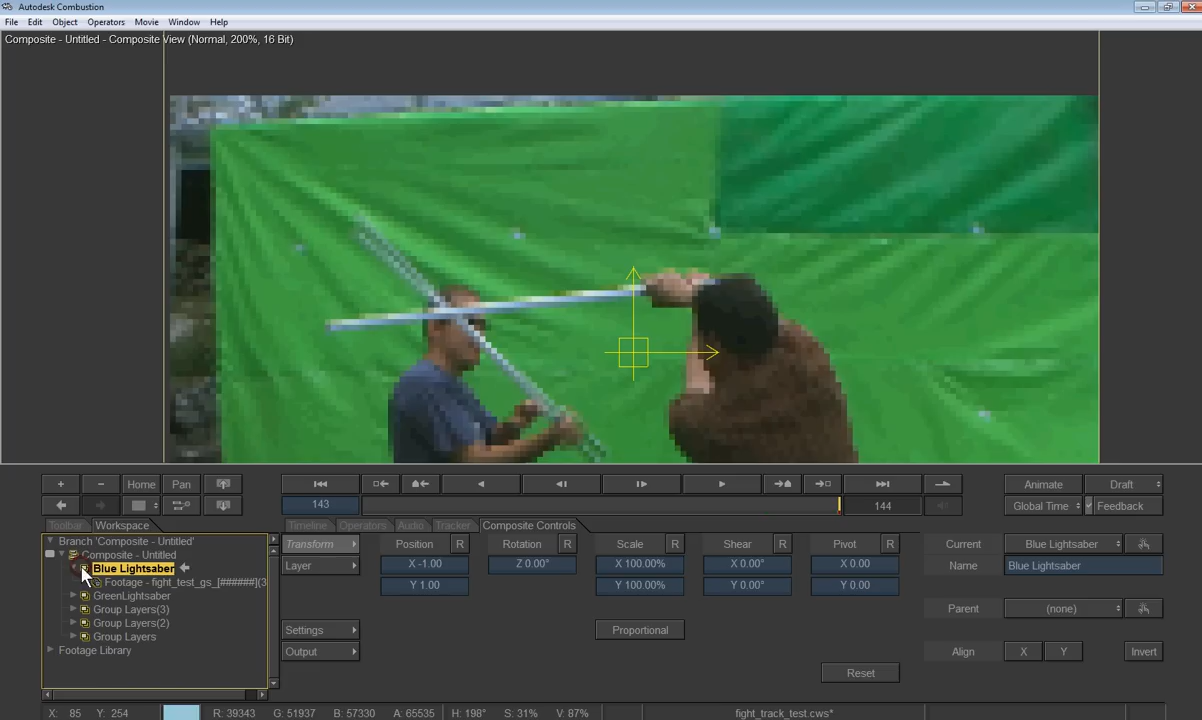 Autodesk Combustion
File Edit Object Operators Movie Window Help
Composite - Untitled - Composite View (Normal, 200%, 16 Bit)
+ - Home Pan
143 144
Animate Draft
Global Time Feedback
Toolbar Workspace
Timeline Operators Audio Tracker Composite Controls
Branch 'Composite - Untitled'
Composite - Untitled
Blue Lightsaber
Footage - fight_test_gs_[######](3
GreenLightsaber
Group Layers(3)
Group Layers(2)
Group Layers
Footage Library
Transform Position R Rotation R Scale R Shear R Pivot R Current Blue Lightsaber
Layer X -1.00 Z 0.00° X 100.00% X 0.00° X 0.00 Name Blue Lightsaber
Y 1.00 Y 100.00% Y 0.00° Y 0.00
Parent (none)
Settings Proportional
Output Align X Y Invert
Reset
X: 85 Y: 254 R: 39343 G: 51937 B: 57330 A: 65535 H: 198° S: 31% V: 87% fight_track_test.cws*